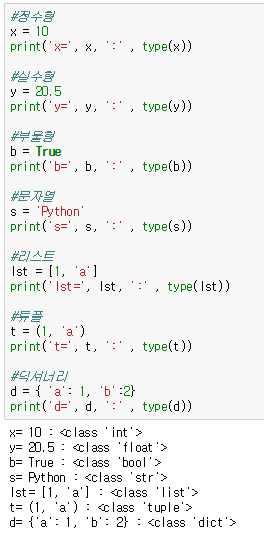 #정수형
x = 10
print('x=', x, ':' , type(x))
#실수형
y = 20.5
print('y=', y, ':' , type(y))
#부울형
b = True
print('b=', b, ':' , type(b))
#문자열
s = 'Python'
print('s=', s, ':' , type(s))
#리스트
lst = [1, 'a']
print('lst=', lst, ':' , type(lst))
#튜플
t = (1, 'a')
print('t=', t, ':' , type(t))
#딕셔너리
d = { 'a': 1, 'b':2}
print('d=', d, ':' , type(d))
x= 10 : <class 'int'>
y= 20.5 : <class 'float'>
b= True : <class 'bool'>
s= Python : <class 'str'>
lst= [1, 'a'] : <class 'list'>
t= (1, 'a') : <class 'tuple'>
d= {'a': 1, 'b': 2} : <class 'dict'>